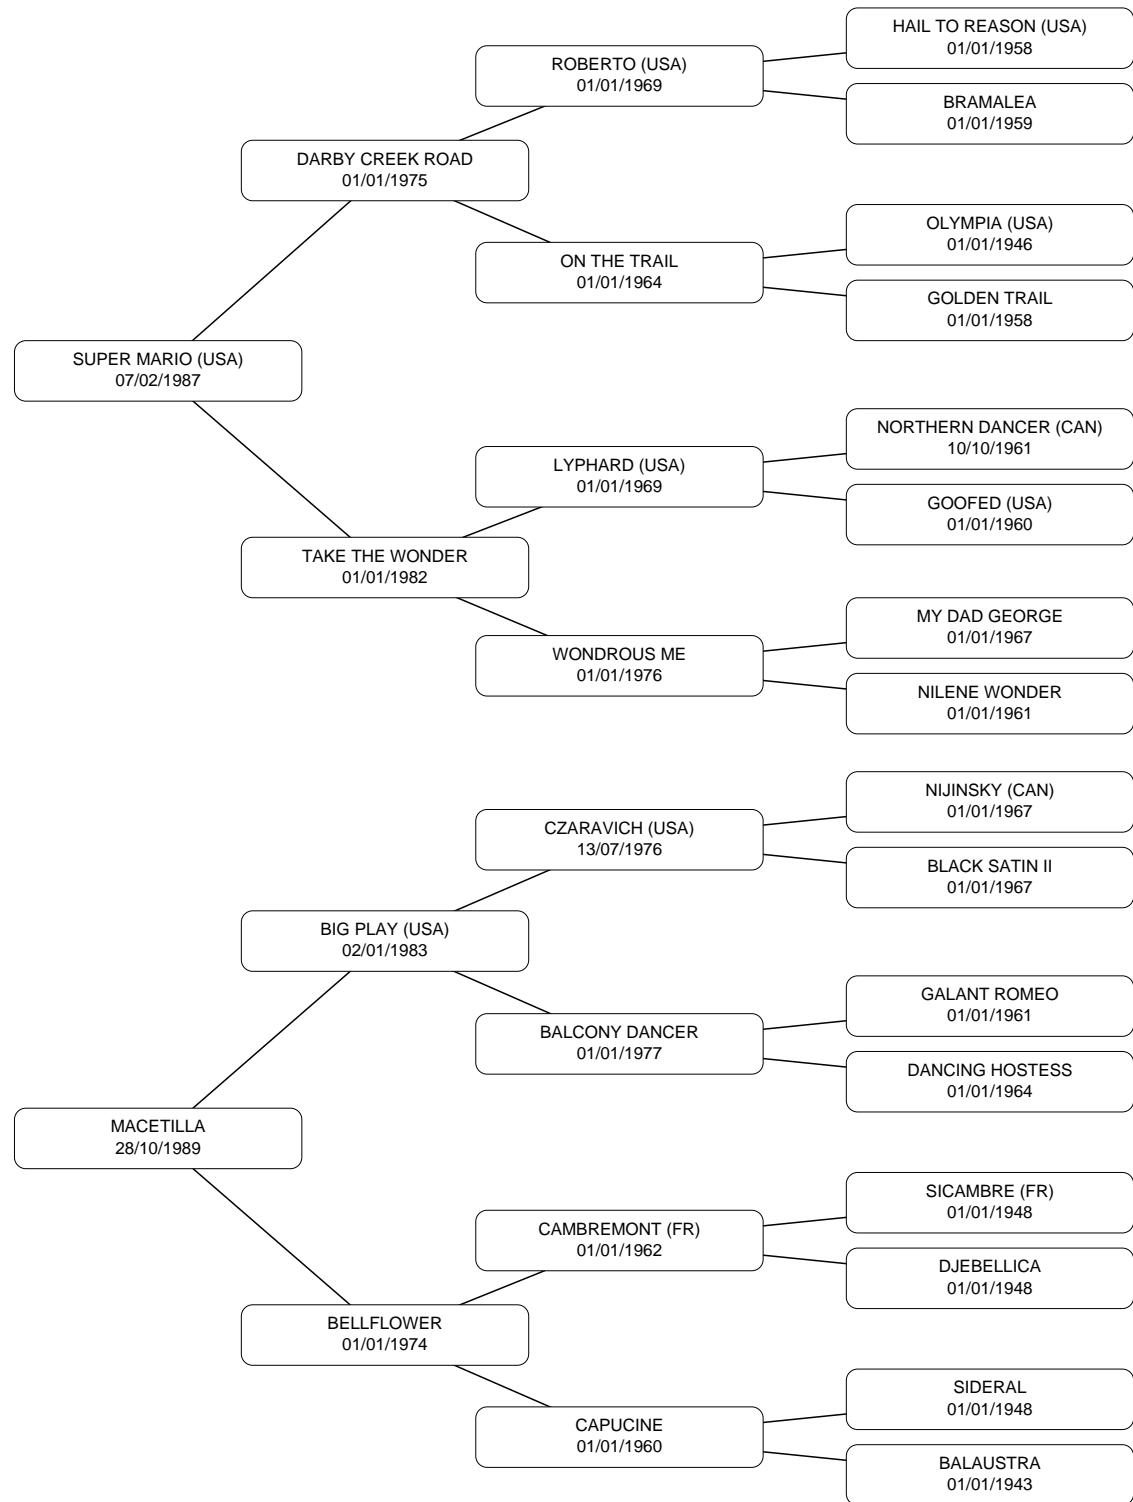 HAIL TO REASON (USA)
01/01/1958
ROBERTO (USA)
01/01/1969
BRAMALEA
01/01/1959
DARBY CREEK ROAD
01/01/1975
OLYMPIA (USA)
01/01/1946
ON THE TRAIL
01/01/1964
GOLDEN TRAIL
01/01/1958
SUPER MARIO (USA)
07/02/1987
NORTHERN DANCER (CAN)
10/10/1961
LYPHARD (USA)
01/01/1969
GOOFED (USA)
01/01/1960
TAKE THE WONDER
01/01/1982
MY DAD GEORGE
01/01/1967
WONDROUS ME
01/01/1976
NILENE WONDER
01/01/1961
NIJINSKY (CAN)
01/01/1967
CZARAVICH (USA)
13/07/1976
BLACK SATIN II
01/01/1967
BIG PLAY (USA)
02/01/1983
GALANT ROMEO
01/01/1961
BALCONY DANCER
01/01/1977
DANCING HOSTESS
01/01/1964
MACETILLA
28/10/1989
SICAMBRE (FR)
01/01/1948
CAMBREMONT (FR)
01/01/1962
DJEBELLICA
01/01/1948
BELLFLOWER
01/01/1974
SIDERAL
01/01/1948
CAPUCINE
01/01/1960
BALAUSTRA
01/01/1943